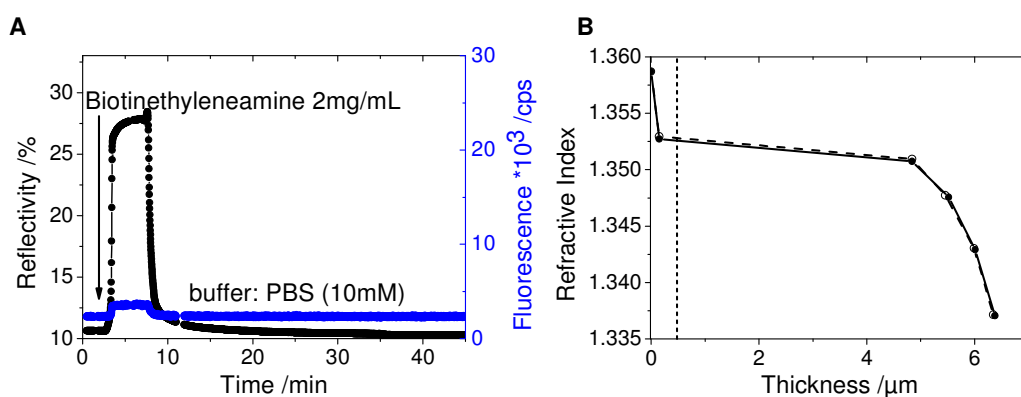 A
Biotinethyleneamine 2mg/mL
buffer: PBS (10mM)
Reflectivity /%
10
15
20
25
30
Time /min
0 10 20 30 40
Fluorescence *10³ /cps
0
10
20
30
B
Refractive Index
1.360
1.355
1.350
1.345
1.340
1.335
0 2 4 6
Thickness /µm